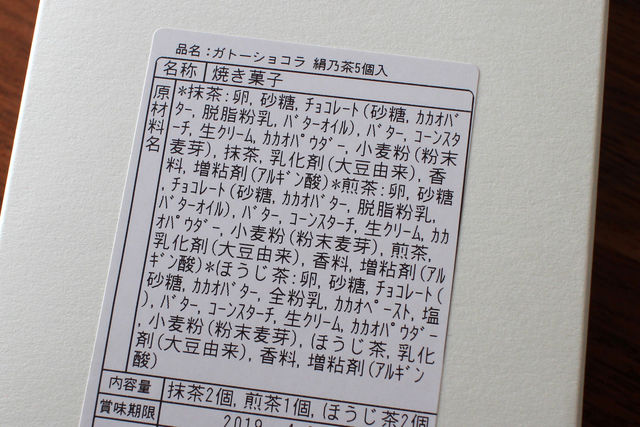 品名:ガトーショコラ 絹乃茶5個入
名称 焼き菓子
原材料名
*抹茶:卵, 砂糖, チョコレート(砂糖, カカオバ
ター, 脱脂粉乳, バターオイル), バター, コーンスタ
ーチ, 生クリーム, カカオパウダー, 小麦粉(粉末
麦芽), 抹茶, 乳化剤(大豆由来), 香
料, 増粘剤(アルギン酸)*煎茶:卵, 砂糖
, チョコレート(砂糖, カカオバター, 脱脂粉乳,
バターオイル), バター, コーンスターチ, 生クリーム, カカ
オパウダー, 小麦粉(粉末麦芽), 煎茶,
乳化剤(大豆由来), 香料, 増粘剤(アル
ギン酸)*ほうじ茶:卵, 砂糖, チョコレート(
砂糖, カカオバター, 全粉乳, カカオペースト, 塩
), バター, コーンスターチ, 生クリーム, カカオパウダー
, 小麦粉(粉末麦芽), ほうじ茶, 乳化
剤(大豆由来), 香料, 増粘剤(アルギン
酸)
内容量 抹茶2個, 煎茶1個, ほうじ茶2個
賞味期限